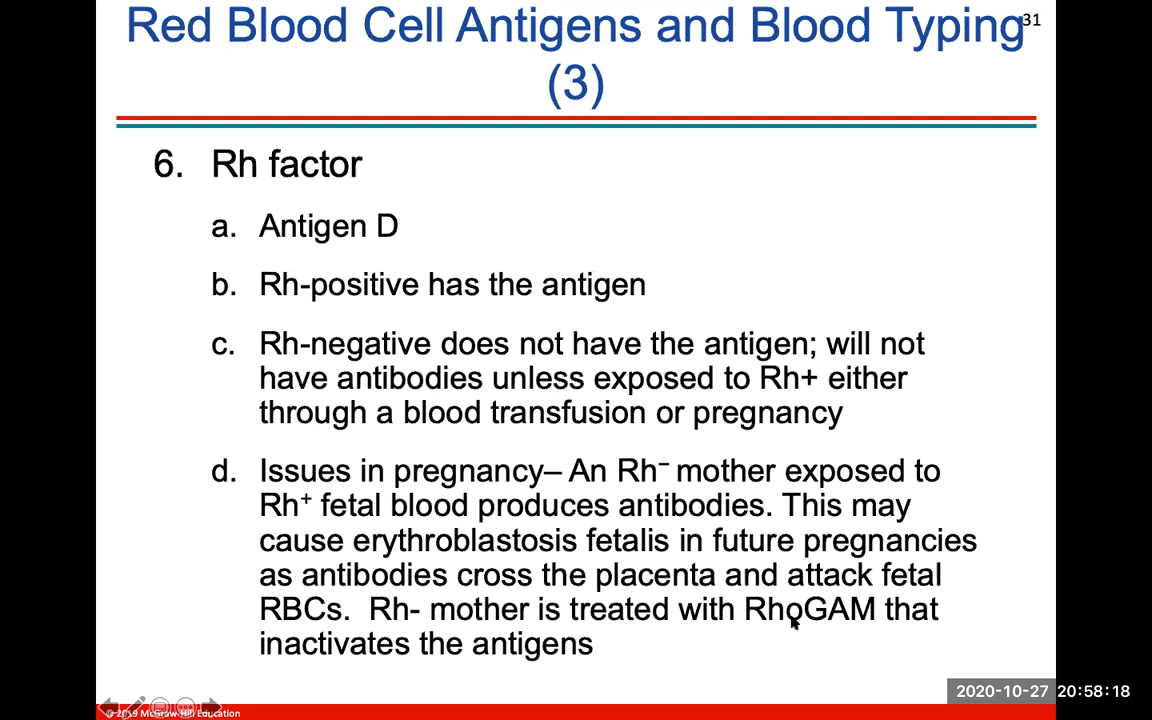 Red Blood Cell Antigens and Blood Typing 31
(3)
6. Rh factor
a. Antigen D
b. Rh-positive has the antigen
c. Rh-negative does not have the antigen; will not
have antibodies unless exposed to Rh+ either
through a blood transfusion or pregnancy
d. Issues in pregnancy– An Rh⁻ mother exposed to
Rh⁺ fetal blood produces antibodies. This may
cause erythroblastosis fetalis in future pregnancies
as antibodies cross the placenta and attack fetal
RBCs.  Rh- mother is treated with RhoGAM that
inactivates the antigens
2020-10-27 20:58:18
© 2019 McGraw-Hill Education